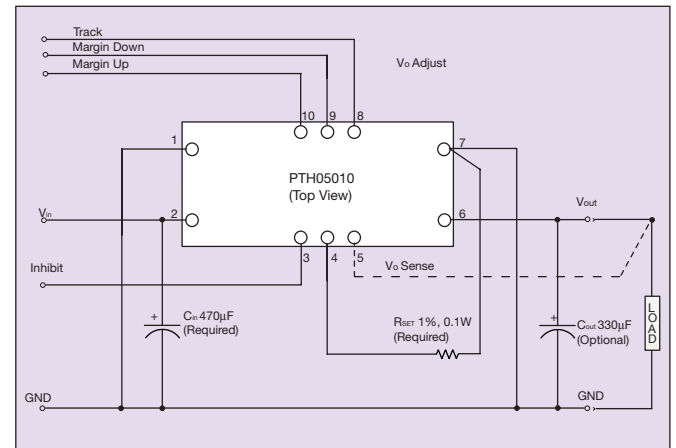 Track
Margin Down
Margin Up
Vo Adjust
10 9 8
1
7
PTH05010
(Top View)
Vin
2
6
Vout
3 4 5
Vo Sense
Inhibit
+
Cin 470µF
(Required)
RSET 1%, 0.1W
(Required)
+
Cout 330µF
(Optional)
LOAD
GND
GND